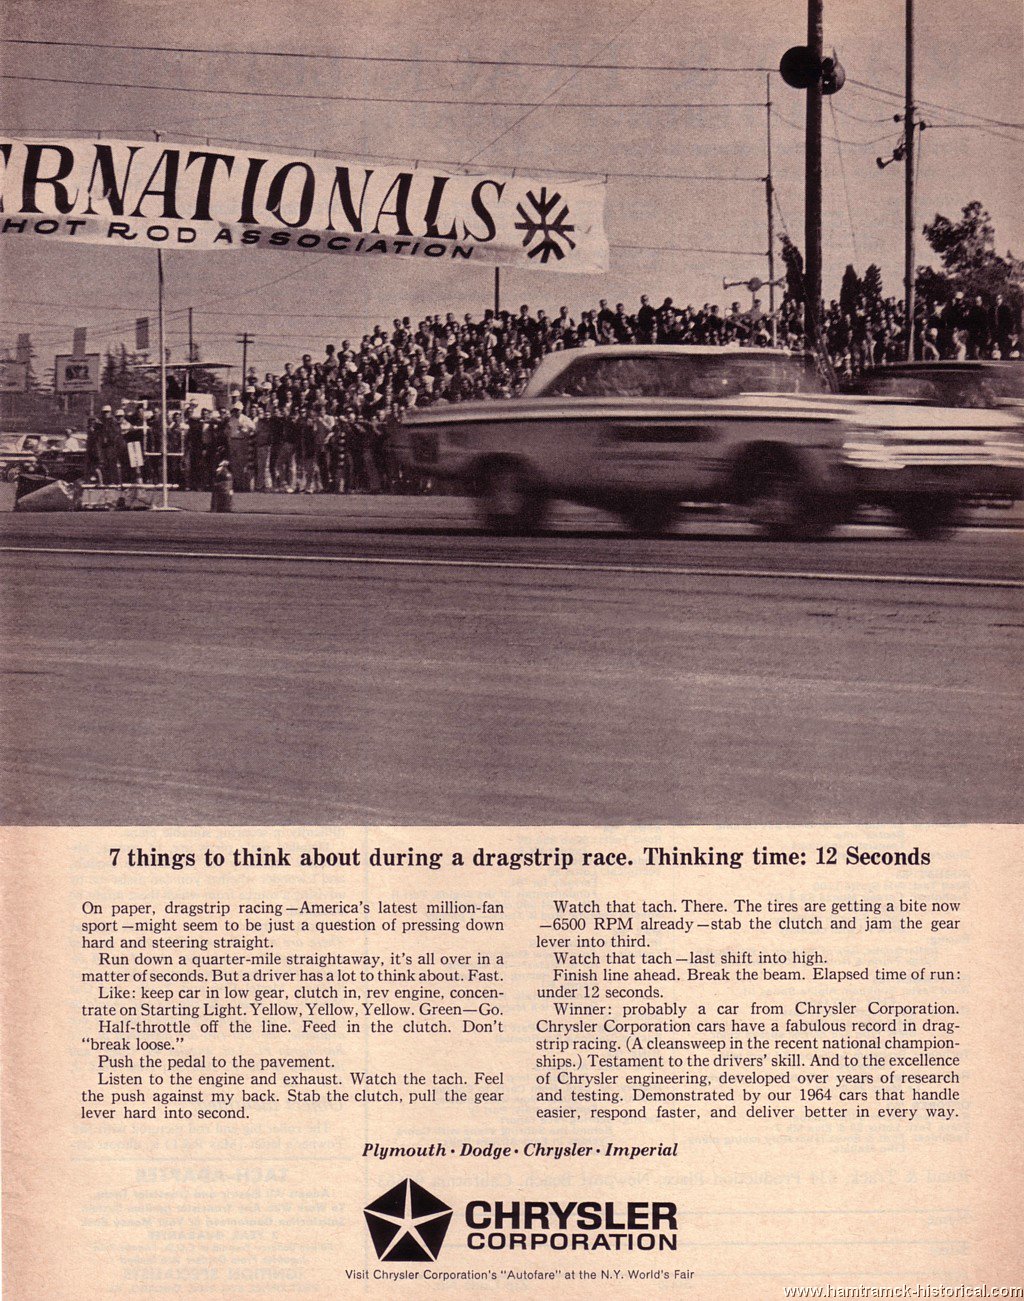 ERNATIONALS
HOT ROD ASSOCIATION
7 things to think about during a dragstrip race. Thinking time: 12 Seconds
On paper, dragstrip racing—America's latest million-fan
sport—might seem to be just a question of pressing down
hard and steering straight.
Run down a quarter-mile straightaway, it's all over in a
matter of seconds. But a driver has a lot to think about. Fast.
Like: keep car in low gear, clutch in, rev engine, concen-
trate on Starting Light. Yellow, Yellow, Yellow. Green—Go.
Half-throttle off the line. Feed in the clutch. Don't
"break loose."
Push the pedal to the pavement.
Listen to the engine and exhaust. Watch the tach. Feel
the push against my back. Stab the clutch, pull the gear
lever hard into second.
Watch that tach. There. The tires are getting a bite now
—6500 RPM already—stab the clutch and jam the gear
lever into third.
Watch that tach—last shift into high.
Finish line ahead. Break the beam. Elapsed time of run:
under 12 seconds.
Winner: probably a car from Chrysler Corporation.
Chrysler Corporation cars have a fabulous record in drag-
strip racing. (A cleansweep in the recent national champion-
ships.) Testament to the drivers' skill. And to the excellence
of Chrysler engineering, developed over years of research
and testing. Demonstrated by our 1964 cars that handle
easier, respond faster, and deliver better in every way.
Plymouth · Dodge · Chrysler · Imperial
CHRYSLER
CORPORATION
Visit Chrysler Corporation's "Autofare" at the N.Y. World's Fair
www.hamtramck-historical.com